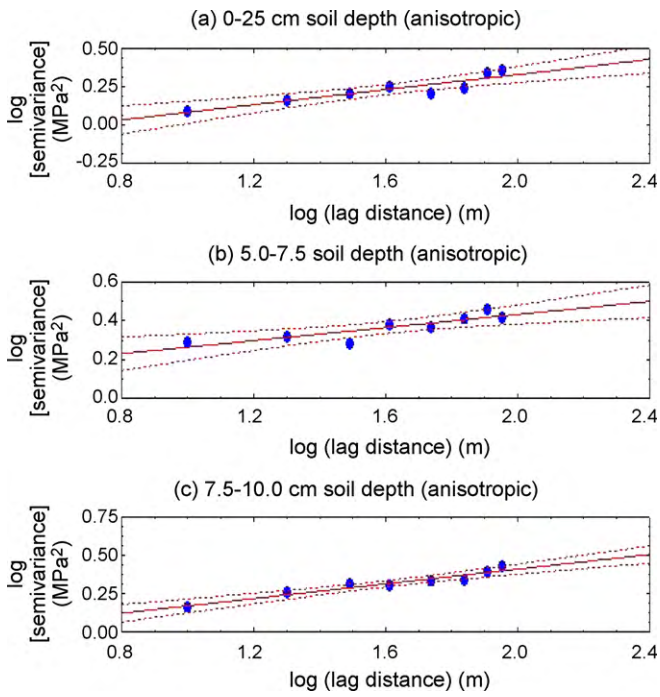 (a) 0-25 cm soil depth (anisotropic)
log
[semivariance]
(MPa²)
0.50
0.25
0.00
-0.25
0.8 1.2 1.6 2.0 2.4
log (lag distance) (m)
(b) 5.0-7.5 soil depth (anisotropic)
log
[semivariance]
(MPa²)
0.6
0.4
0.2
0.0
0.8 1.2 1.6 2.0 2.4
log (lag distance) (m)
(c) 7.5-10.0 cm soil depth (anisotropic)
log
[semivariance]
(MPa²)
0.75
0.50
0.25
0.00
0.8 1.2 1.6 2.0 2.4
log (lag distance) (m)